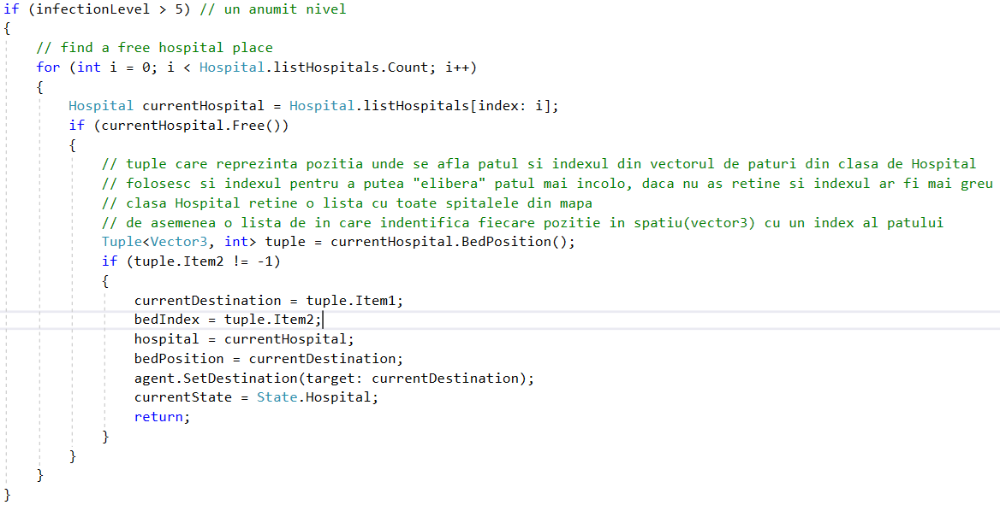 if (infectionLevel > 5) // un anumit nivel
{
// find a free hospital place
for (int i = 0; i < Hospital.listHospitals.Count; i++)
{
Hospital currentHospital = Hospital.listHospitals[index: i];
if (currentHospital.Free())
{
// tuple care reprezinta pozitia unde se afla patul si indexul din vectorul de paturi din clasa de Hospital
// folosesc si indexul pentru a putea "elibera" patul mai incolo, daca nu as retine si indexul ar fi mai greu
// clasa Hospital retine o lista cu toate spitalele din mapa
// de asemenea o lista de in care indentifica fiecare pozitie in spatiu(vector3) cu un index al patului
Tuple<Vector3, int> tuple = currentHospital.BedPosition();
if (tuple.Item2 != -1)
{
currentDestination = tuple.Item1;
bedIndex = tuple.Item2;
hospital = currentHospital;
bedPosition = currentDestination;
agent.SetDestination(target: currentDestination);
currentState = State.Hospital;
return;
}
}
}
}